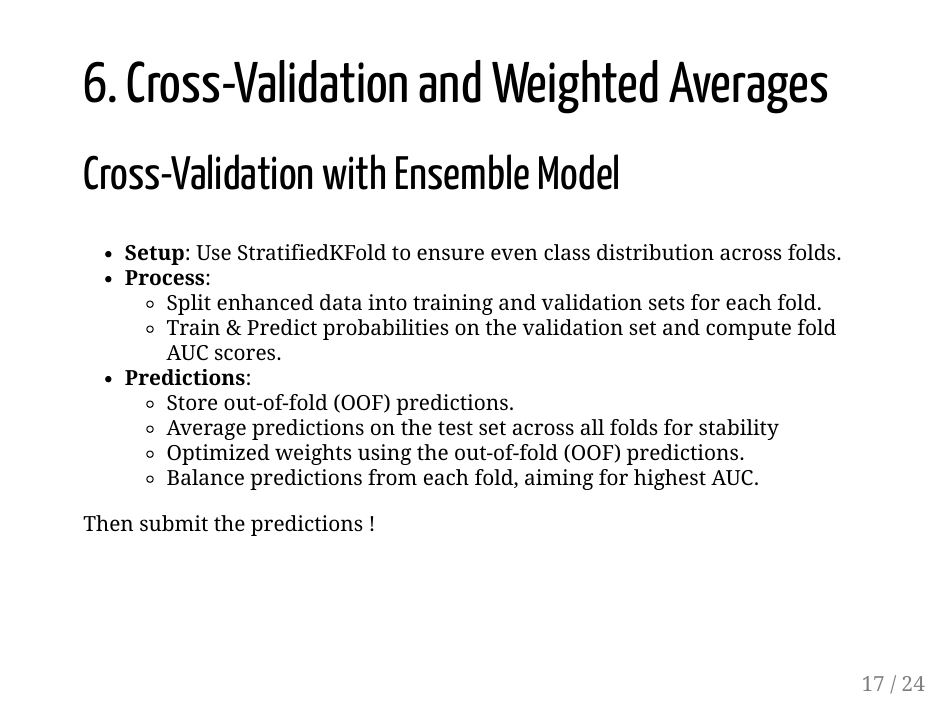 6. Cross-Validation and Weighted Averages
Cross-Validation with Ensemble Model
• Setup: Use StratifiedKFold to ensure even class distribution across folds.
• Process:
◦ Split enhanced data into training and validation sets for each fold.
◦ Train & Predict probabilities on the validation set and compute fold
AUC scores.
• Predictions:
◦ Store out-of-fold (OOF) predictions.
◦ Average predictions on the test set across all folds for stability
◦ Optimized weights using the out-of-fold (OOF) predictions.
◦ Balance predictions from each fold, aiming for highest AUC.
Then submit the predictions !
17 / 24